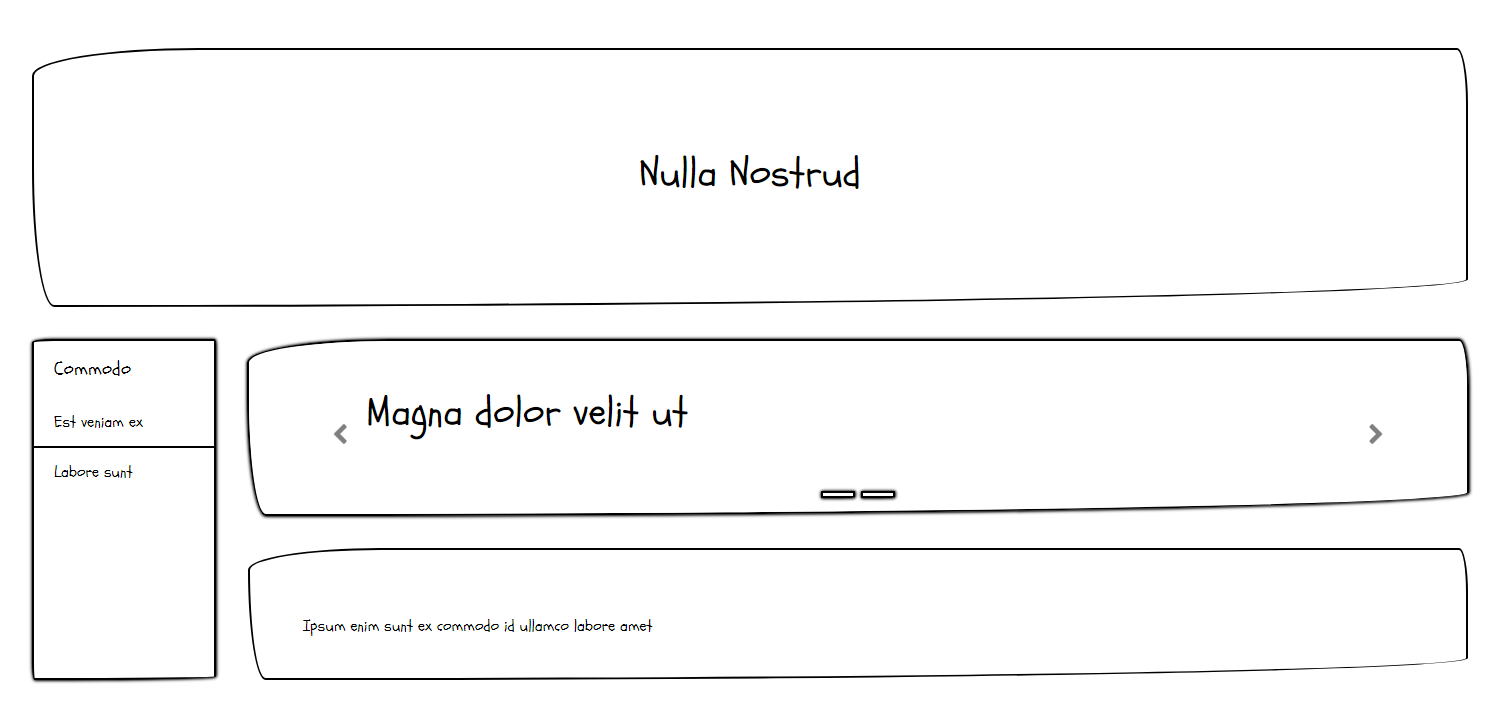 Nulla Nostrud
Commodo
Est veniam ex
Labore sunt
Magna dolor velit ut
Ipsum enim sunt ex commodo id ullamco labore amet